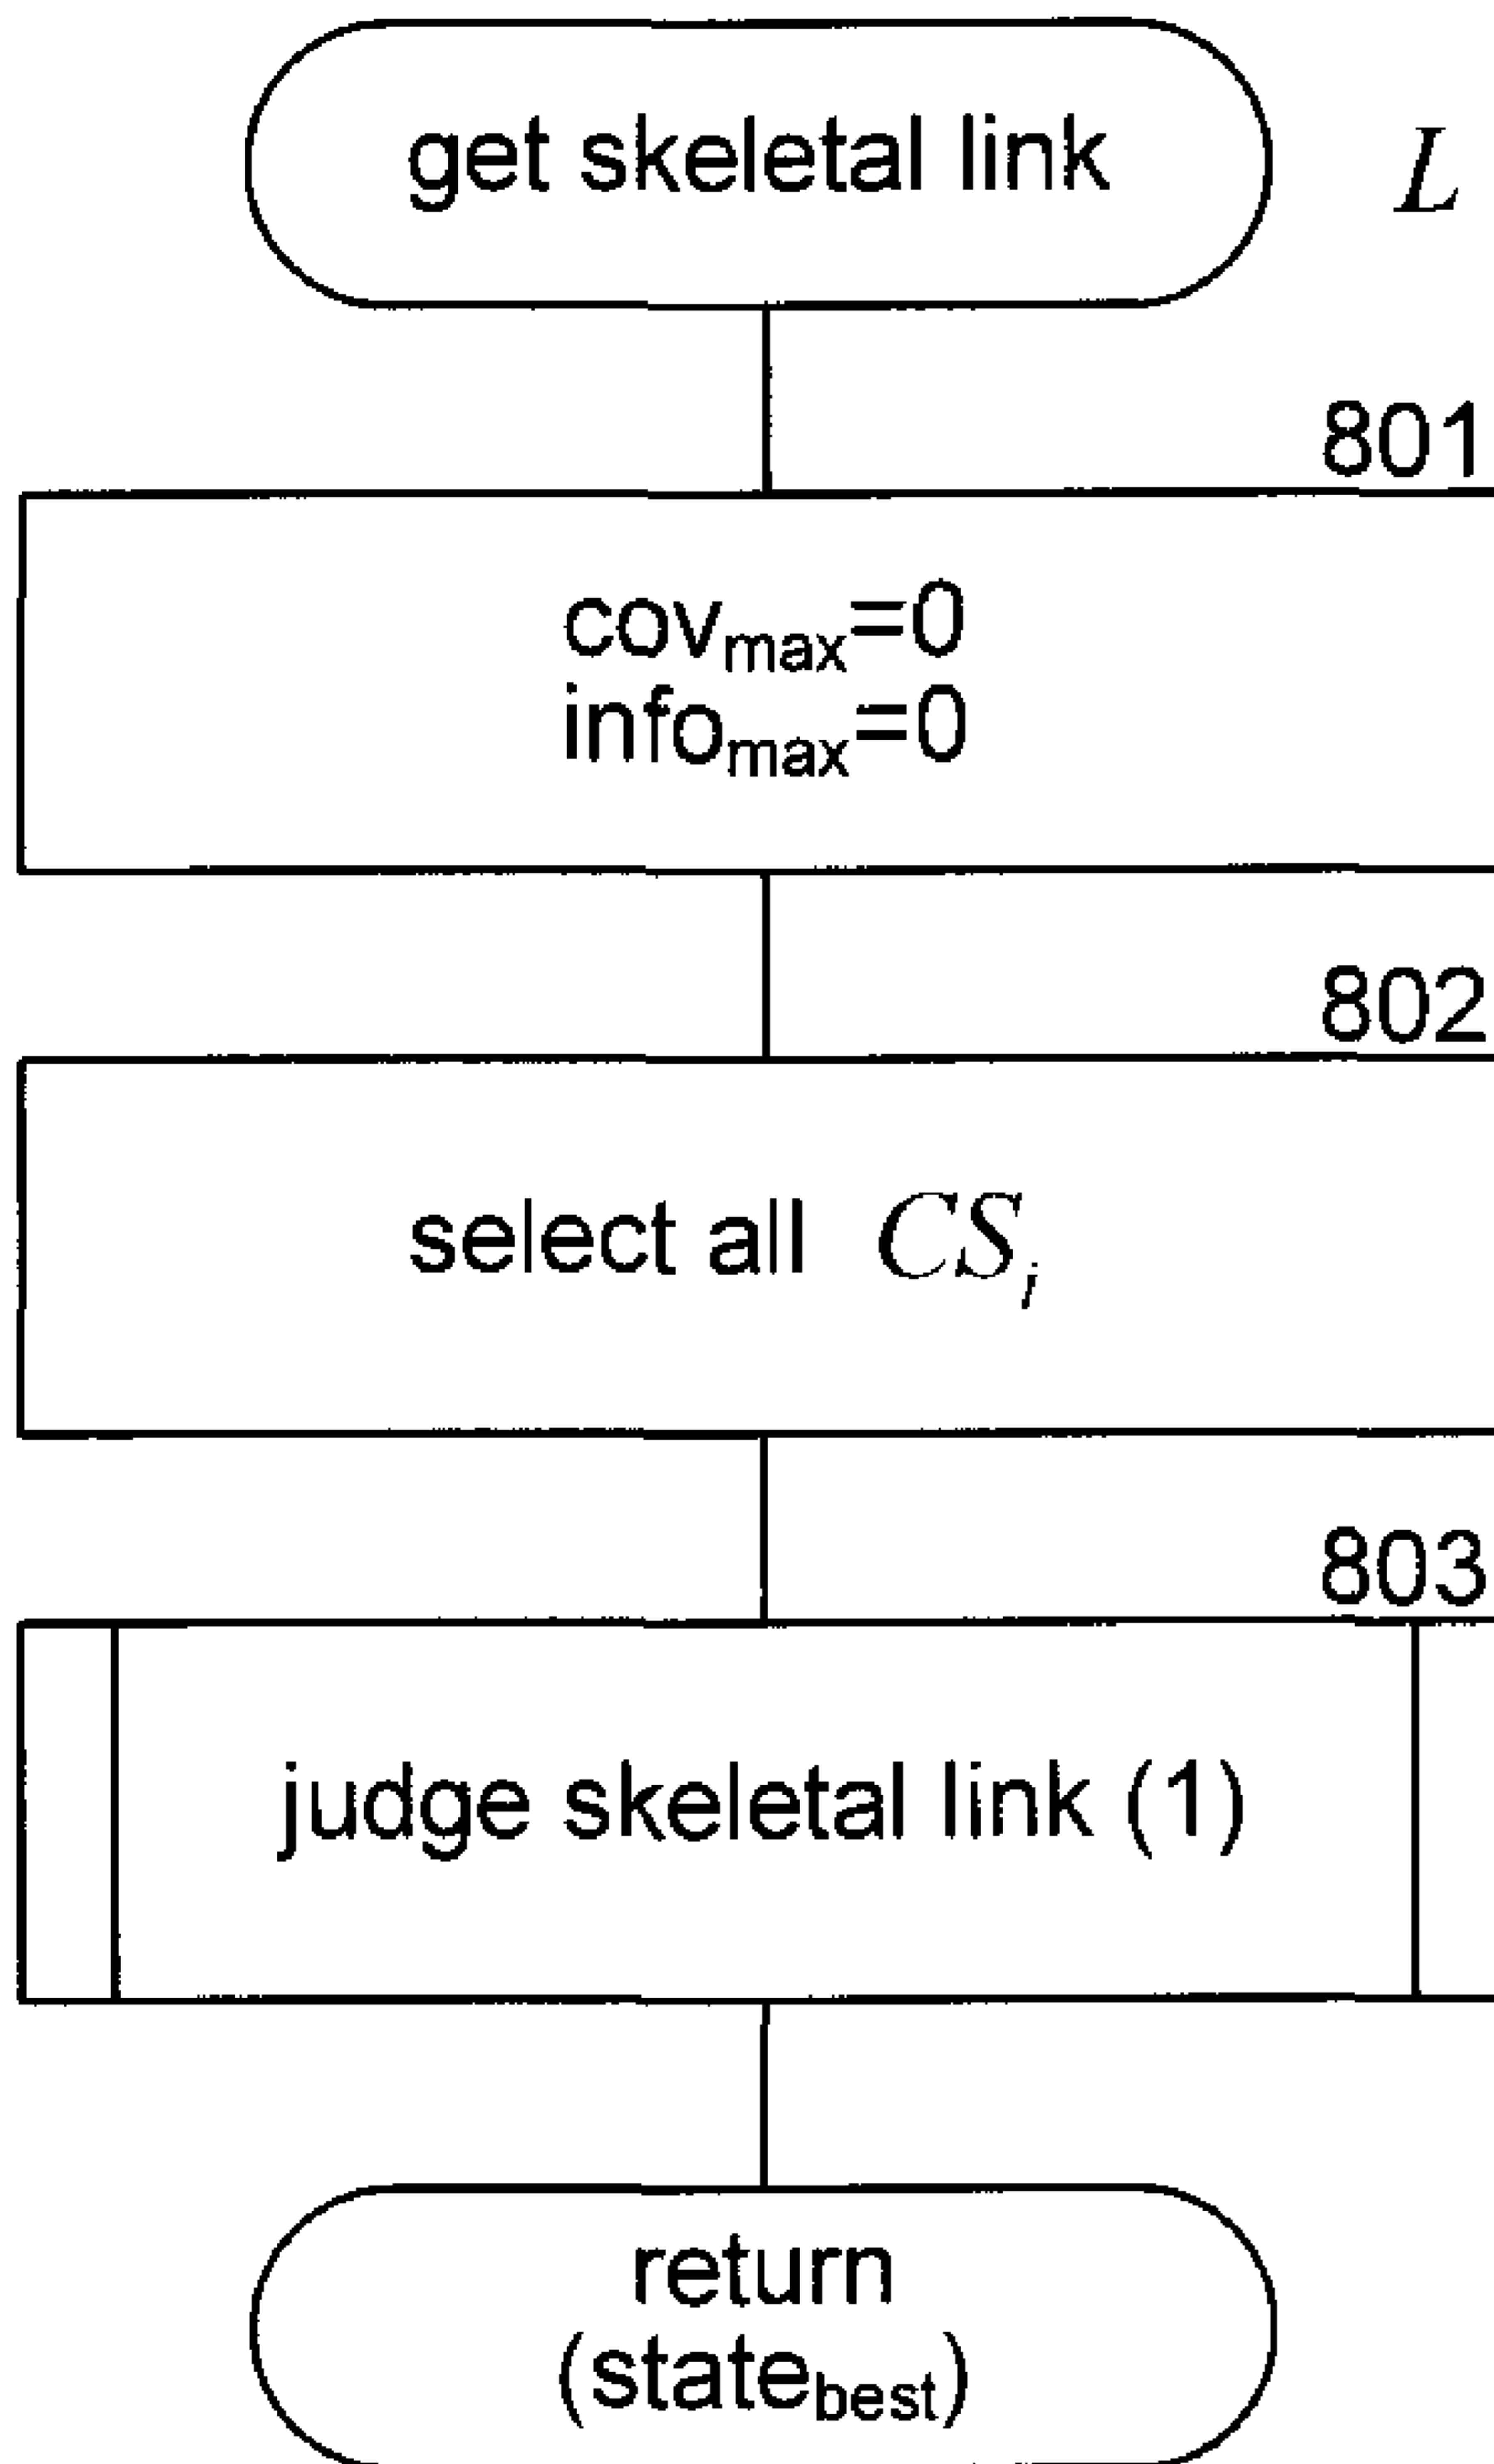 get skeletal link L
801
cov_max=0
info_max=0
802
select all CS_i
803
judge skeletal link (1)
return
(state_best)